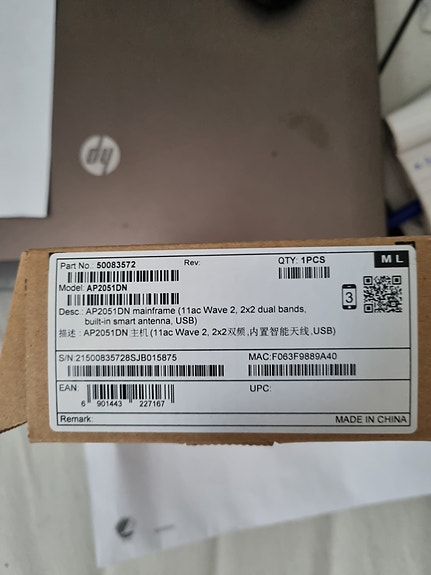 hp
Part No.: 50083572 Rev: QTY: 1PCS M L
Model: AP2051DN
3
Desc.: AP2051DN mainframe (11ac Wave 2, 2x2 dual bands,
built-in smart antenna, USB)
描述 : AP2051DN 主机 (11ac Wave 2, 2x2双频,内置智能天线,USB)
S/N:21500835728SJB015875 MAC:F063F9889A40
EAN: UPC:
6 901443 227167
Remark: MADE IN CHINA